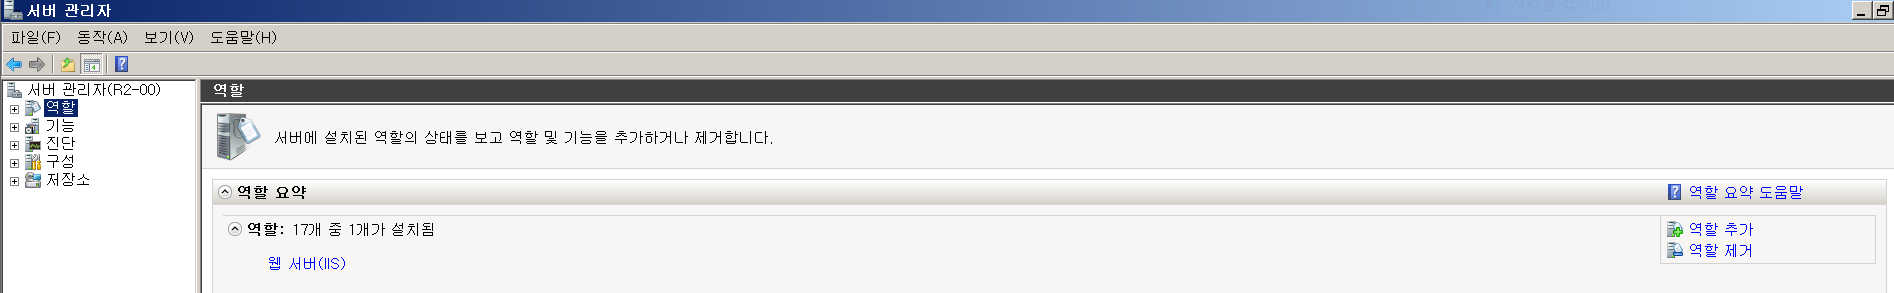 서버 관리자
파일(F) 동작(A) 보기(V) 도움말(H)
서버 관리자(R2-00)
역할
기능
진단
구성
저장소
역할
서버에 설치된 역할의 상태를 보고 역할 및 기능을 추가하거나 제거합니다.
역할 요약
역할 요약 도움말
역할: 17개 중 1개가 설치됨
역할 추가
역할 제거
웹 서버(IIS)